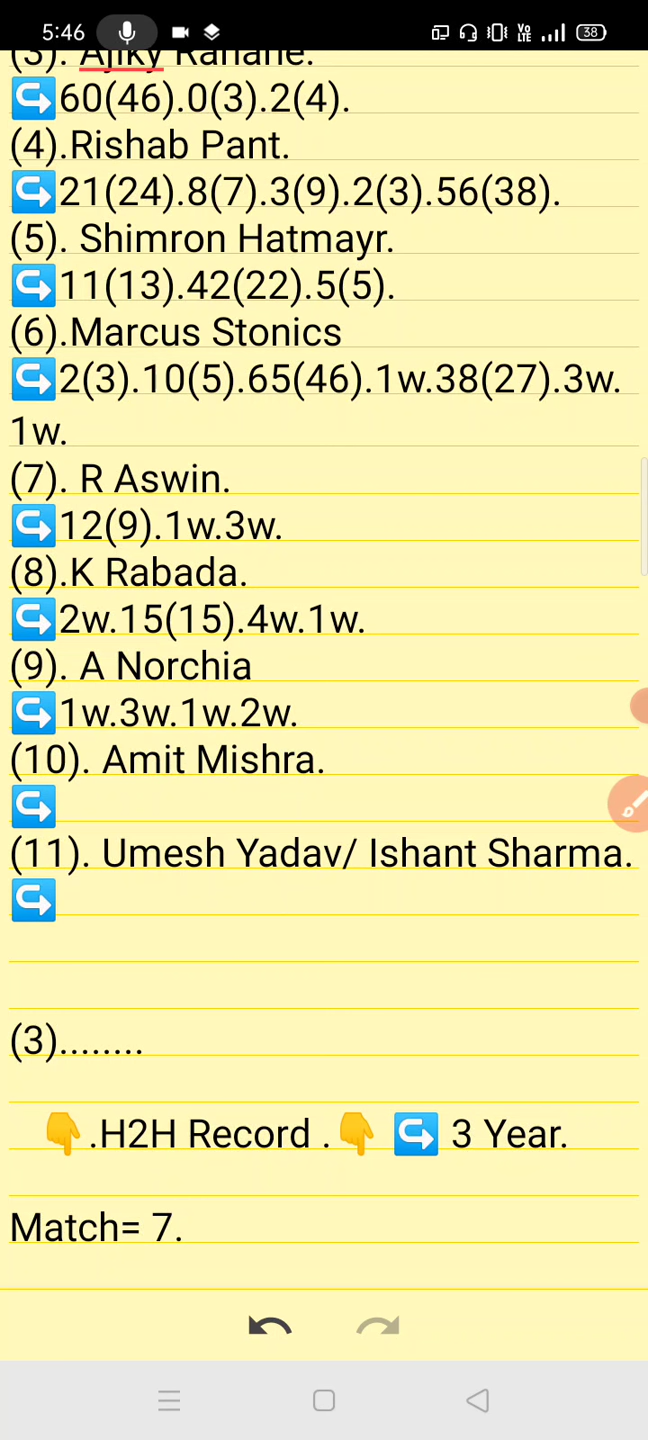 5:46
VO LTE
38
(3). Ajiky Rahane.
↪60(46).0(3).2(4).
(4).Rishab Pant.
↪21(24).8(7).3(9).2(3).56(38).
(5). Shimron Hatmayr.
↪11(13).42(22).5(5).
(6).Marcus Stonics
↪2(3).10(5).65(46).1w.38(27).3w.
1w.
(7). R Aswin.
↪12(9).1w.3w.
(8).K Rabada.
↪2w.15(15).4w.1w.
(9). A Norchia
↪1w.3w.1w.2w.
(10). Amit Mishra.
↪
(11). Umesh Yadav/ Ishant Sharma.
↪
(3)........
👇.H2H Record .👇 ↪ 3 Year.
Match= 7.